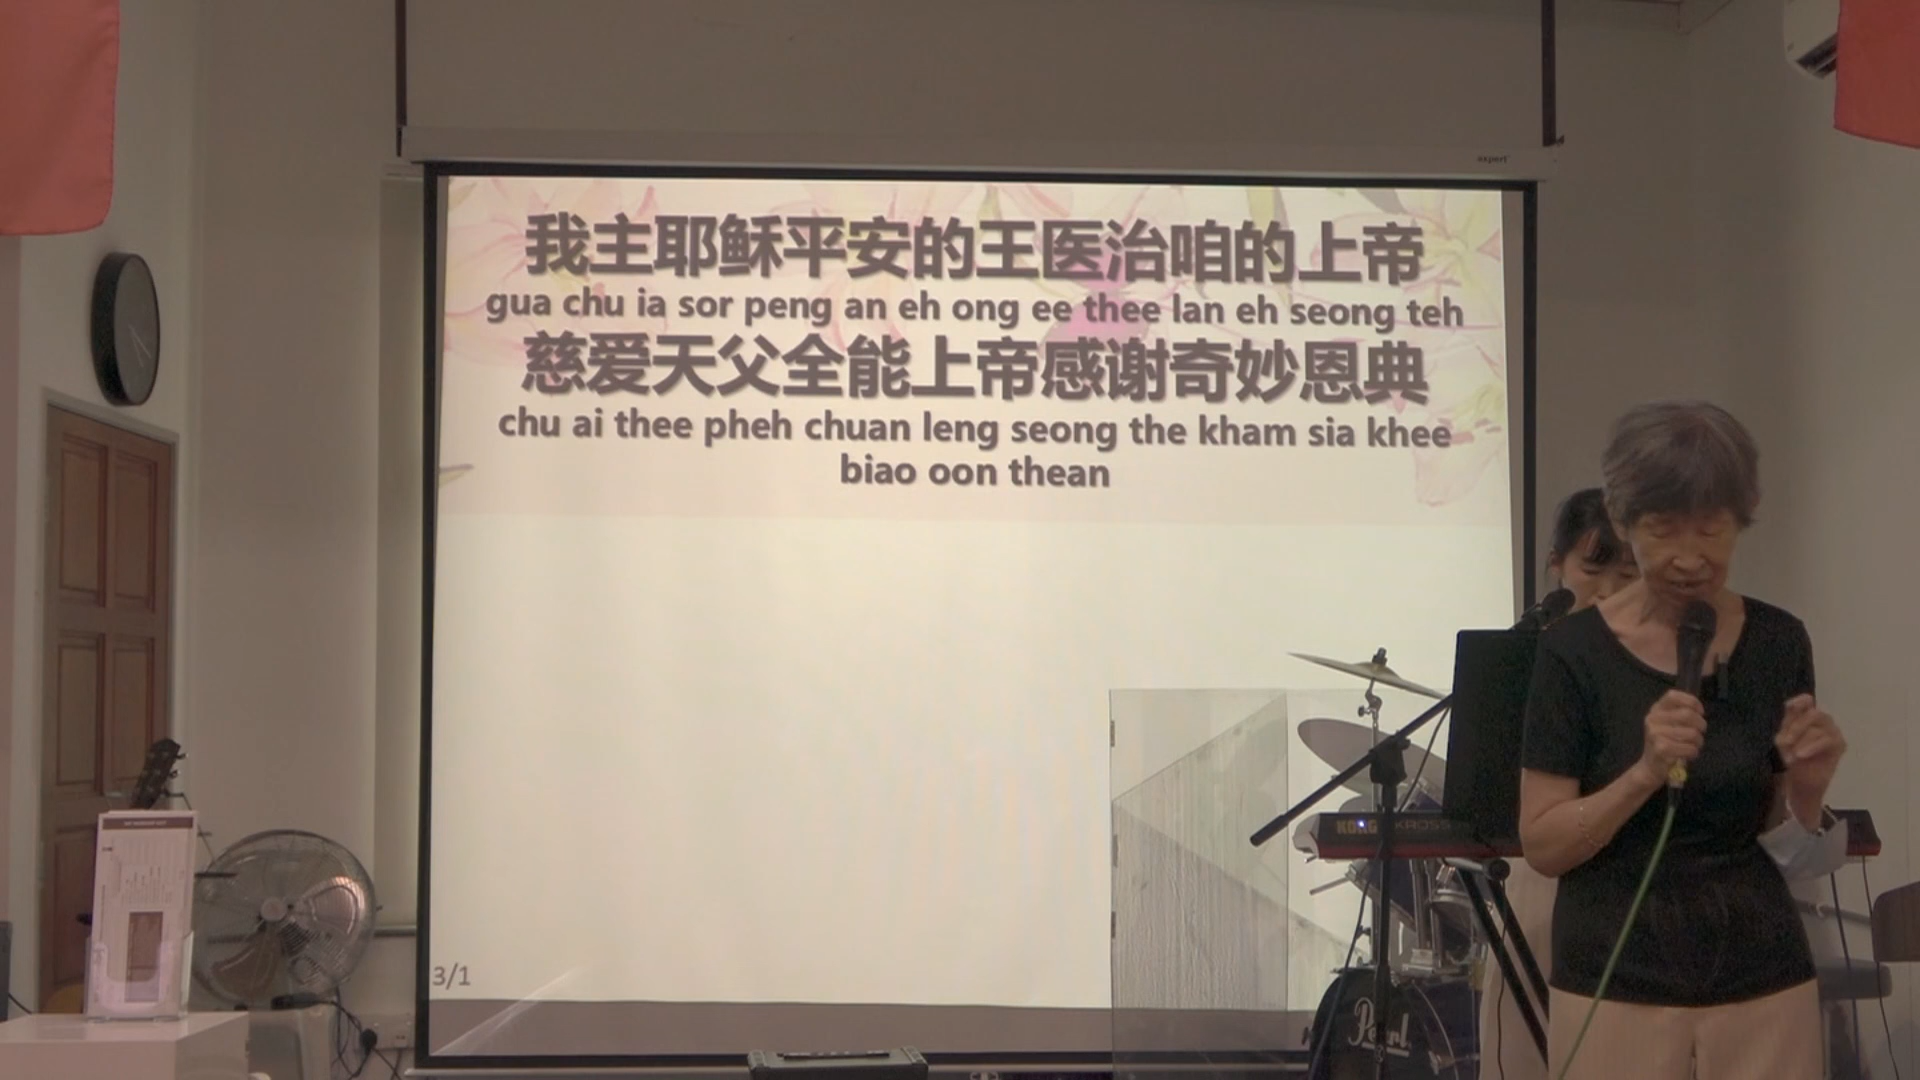 expert
我主耶稣平安的王医治咱的上帝
gua chu ia sor peng an eh ong ee thee lan eh seong teh
慈爱天父全能上帝感谢奇妙恩典
chu ai thee pheh chuan leng seong the kham sia khee
biao oon thean
3/1
KORG KROSS
Pearl